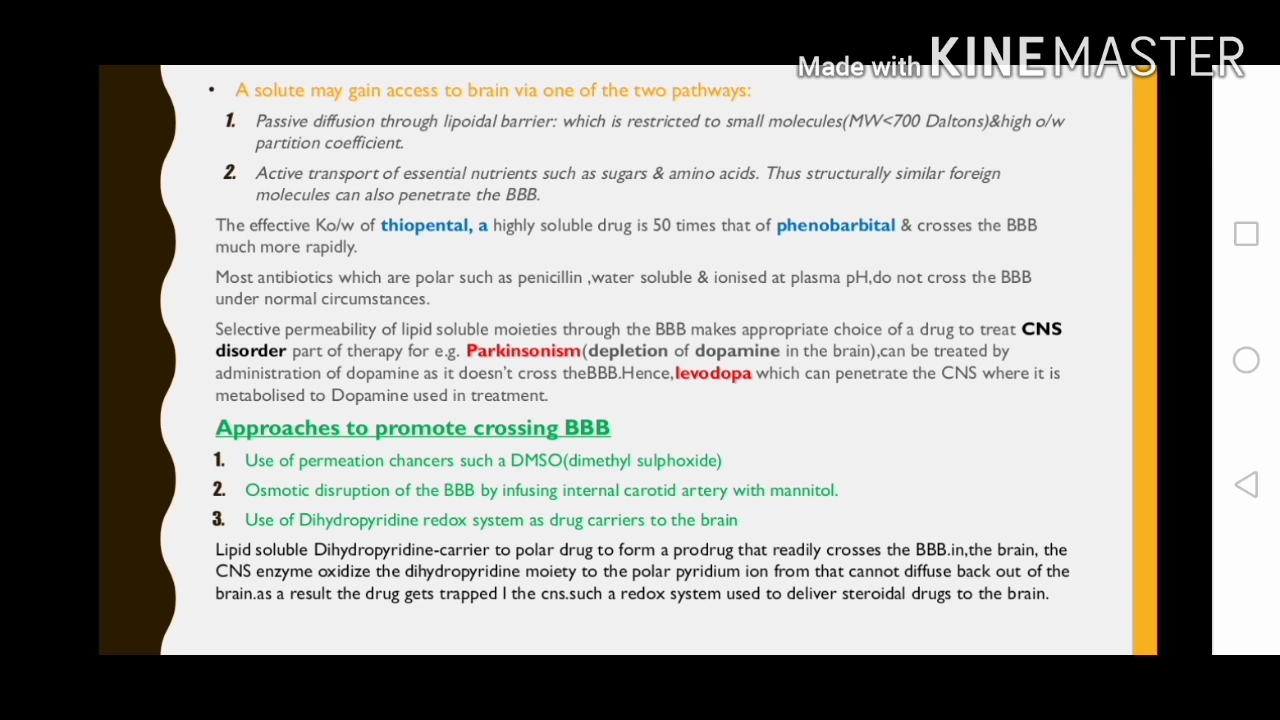 Made with KINEMASTER
• A solute may gain access to brain via one of the two pathways:
1. Passive diffusion through lipoidal barrier: which is restricted to small molecules(MW<700 Daltons)&high o/w
partition coefficient.
2. Active transport of essential nutrients such as sugars & amino acids. Thus structurally similar foreign
molecules can also penetrate the BBB.
The effective Ko/w of thiopental, a highly soluble drug is 50 times that of phenobarbital & crosses the BBB
much more rapidly.
Most antibiotics which are polar such as penicillin ,water soluble & ionised at plasma pH,do not cross the BBB
under normal circumstances.
Selective permeability of lipid soluble moieties through the BBB makes appropriate choice of a drug to treat CNS
disorder part of therapy for e.g. Parkinsonism(depletion of dopamine in the brain),can be treated by
administration of dopamine as it doesn't cross theBBB.Hence,levodopa which can penetrate the CNS where it is
metabolised to Dopamine used in treatment.
Approaches to promote crossing BBB
1. Use of permeation chancers such a DMSO(dimethyl sulphoxide)
2. Osmotic disruption of the BBB by infusing internal carotid artery with mannitol.
3. Use of Dihydropyridine redox system as drug carriers to the brain
Lipid soluble Dihydropyridine-carrier to polar drug to form a prodrug that readily crosses the BBB.in,the brain, the
CNS enzyme oxidize the dihydropyridine moiety to the polar pyridium ion from that cannot diffuse back out of the
brain.as a result the drug gets trapped I the cns.such a redox system used to deliver steroidal drugs to the brain.